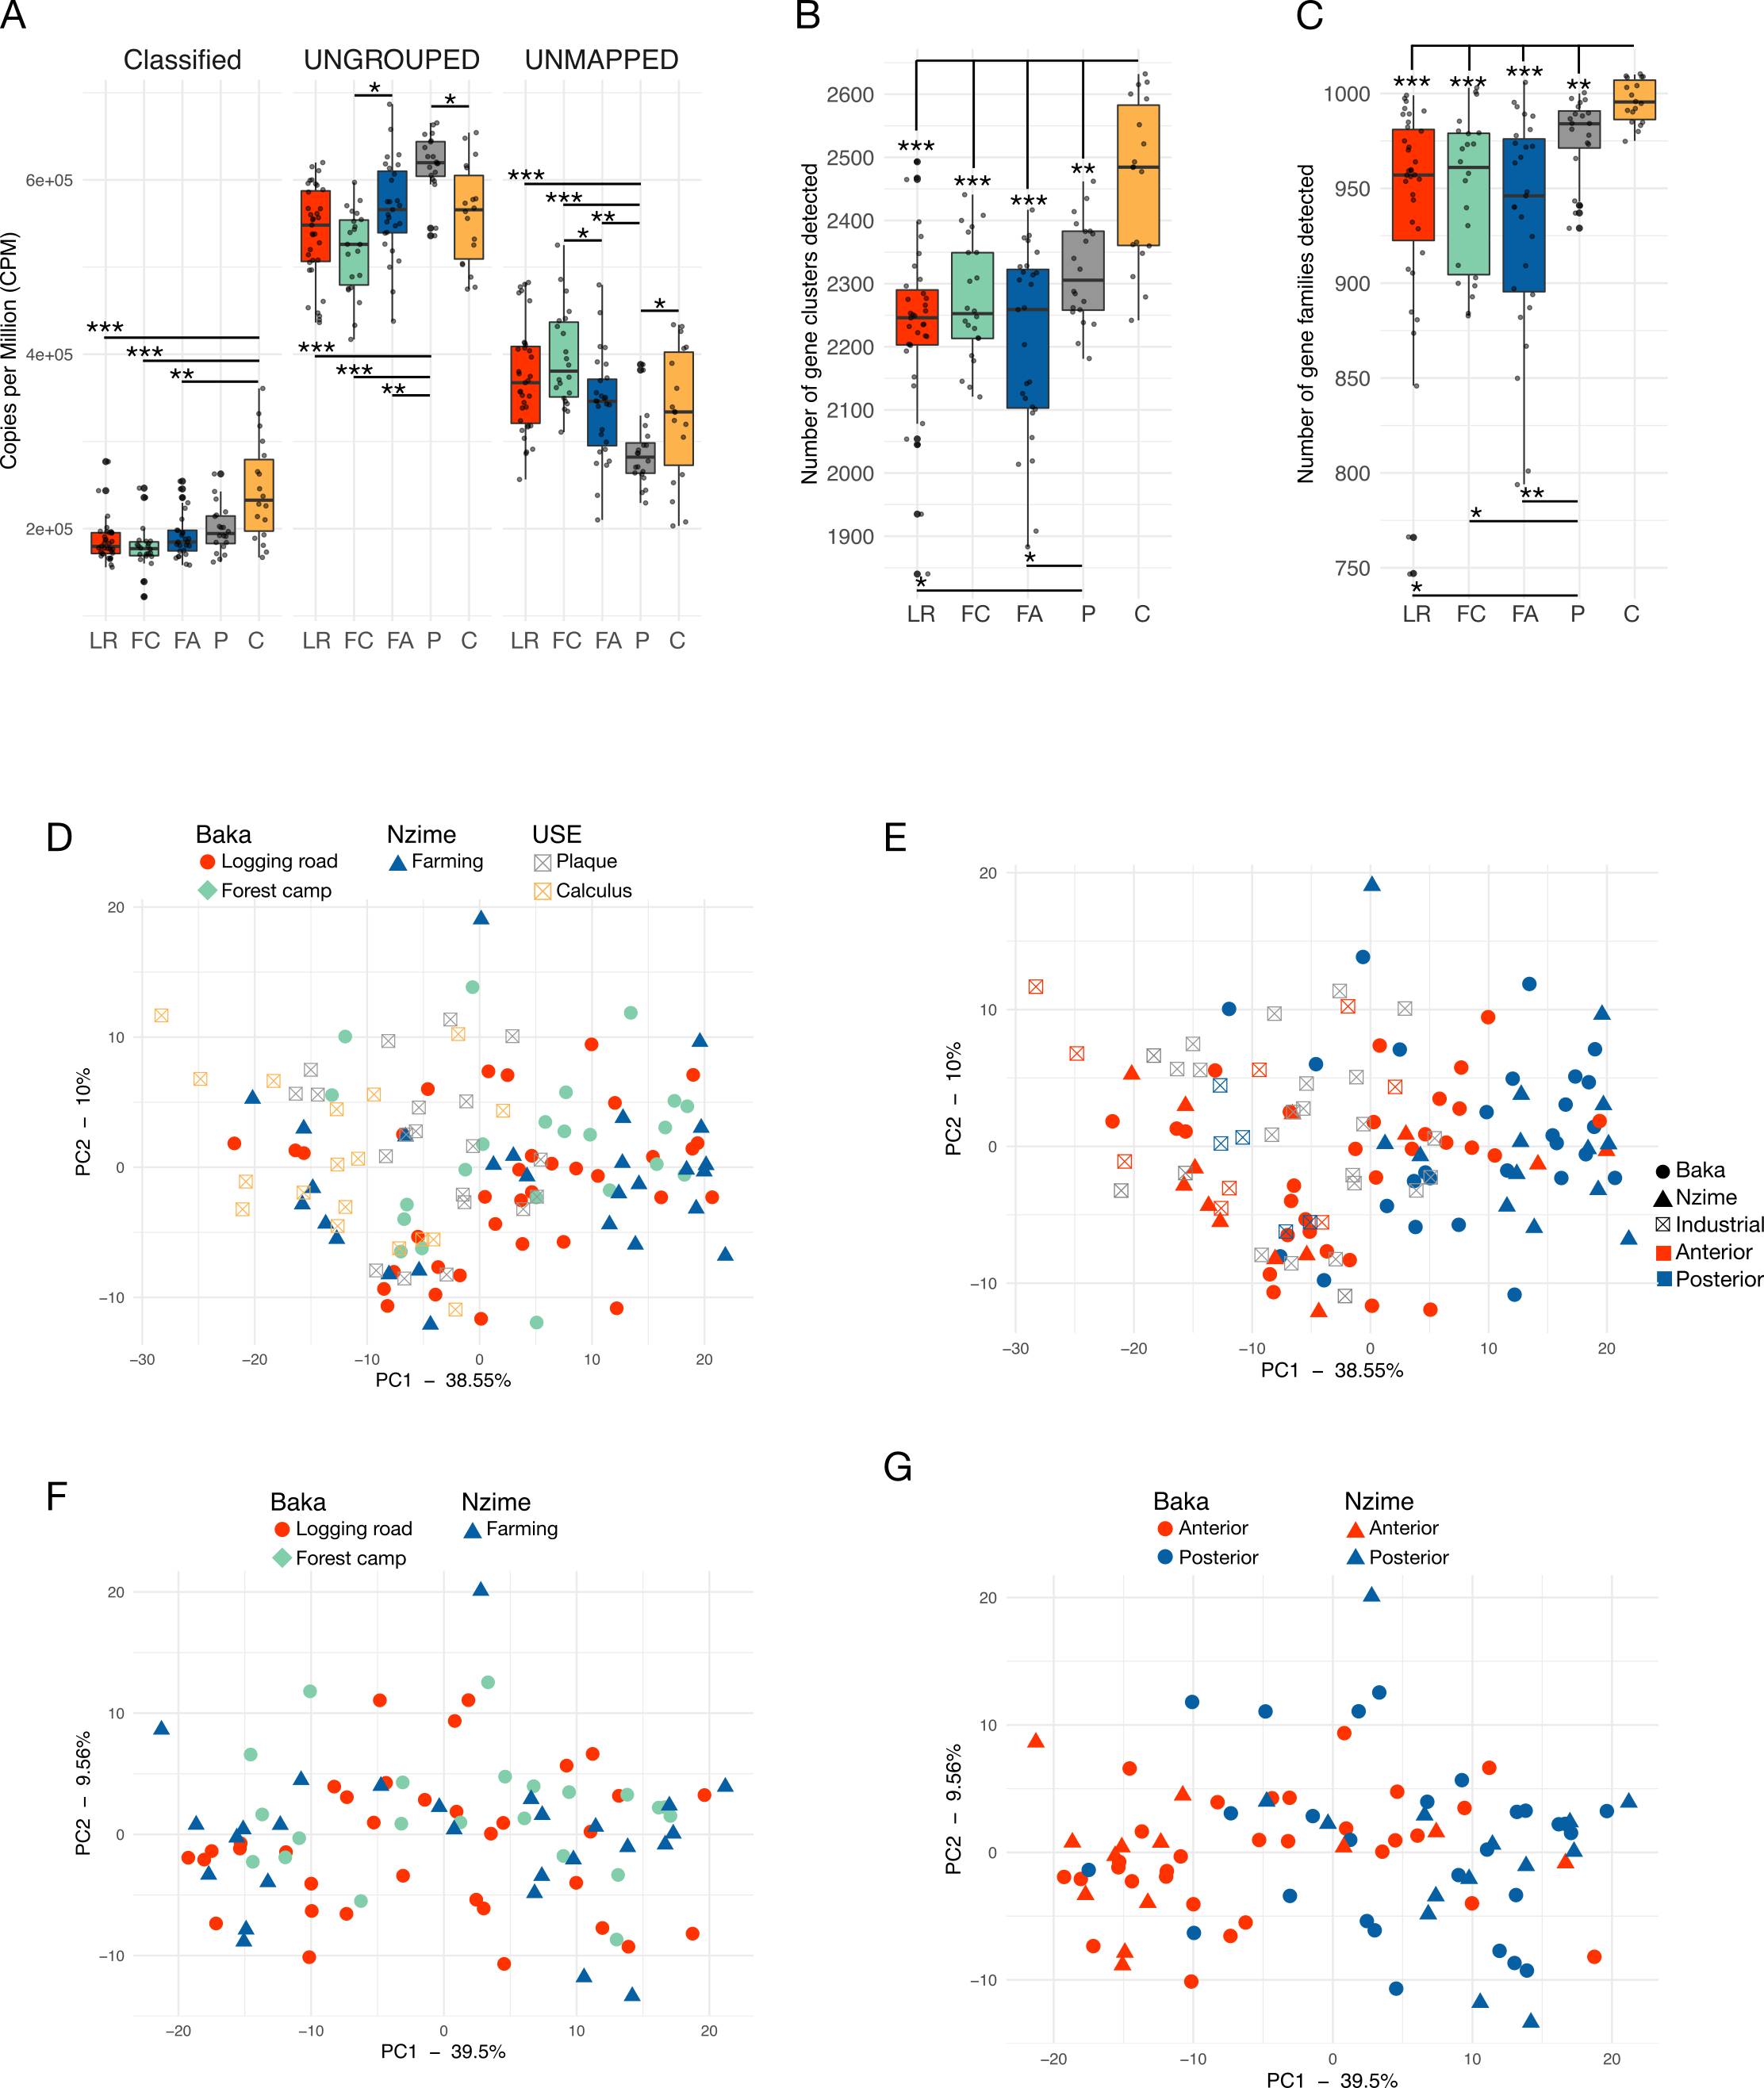 A
B
C
Classified
UNGROUPED
UNMAPPED
Copies per Million (CPM)
6e+05
4e+05
2e+05
*
*
***
***
**
***
***
**
***
***
**
*
*
LR FC FA P C
LR FC FA P C
LR FC FA P C
Number of gene clusters detected
2600
2500
2400
2300
2200
2100
2000
1900
***
***
***
**
*
*
LR FC FA P C
Number of gene families detected
1000
950
900
850
800
750
***
***
***
**
**
*
*
LR FC FA P C
D
Baka
Nzime
USE
Logging road
Farming
Plaque
Forest camp
Calculus
PC2 – 10%
20
10
0
−10
−30 −20 −10 0 10 20
PC1 – 38.55%
E
PC2 – 10%
20
10
0
−10
−30 −20 −10 0 10 20
PC1 – 38.55%
Baka
Nzime
Industrial
Anterior
Posterior
F
Baka
Nzime
Logging road
Farming
Forest camp
PC2 – 9.56%
20
10
0
−10
−20 −10 0 10 20
PC1 – 39.5%
G
Baka
Nzime
Anterior
Anterior
Posterior
Posterior
PC2 – 9.56%
20
10
0
−10
−20 −10 0 10 20
PC1 – 39.5%